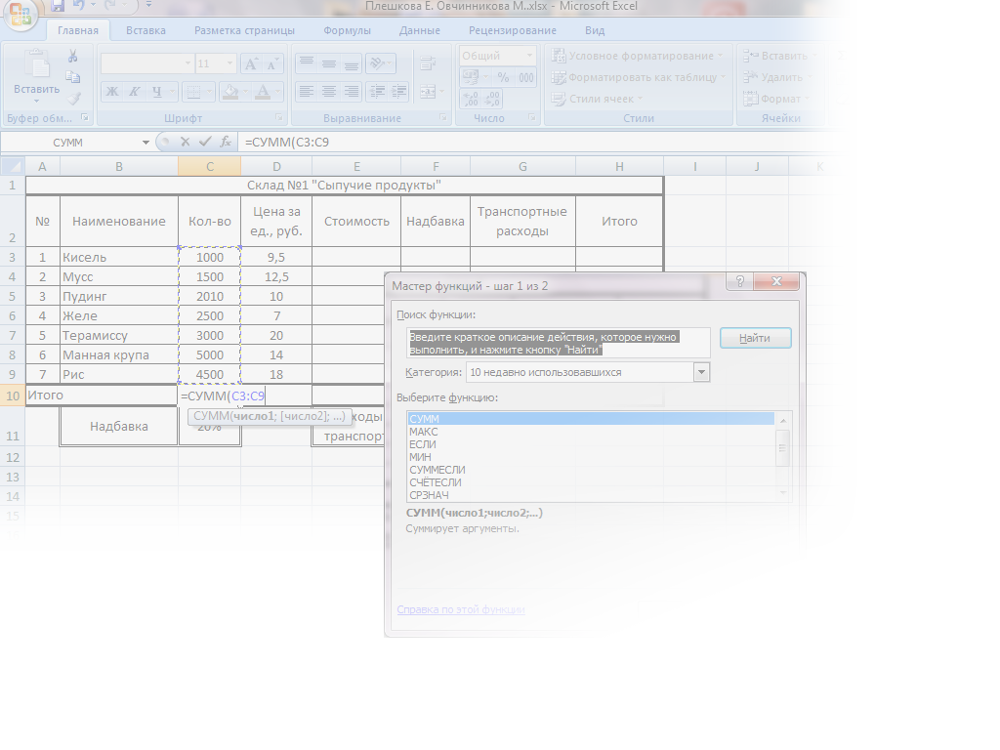 Плешкова Е. Овчинникова М..xlsx - Microsoft Excel
Главная Вставка Разметка страницы Формулы Данные Рецензирование Вид
Общий Условное форматирование Вставить
11 % 000 Форматировать как таблицу Удалить
Вставить Ж К Ч Стили ячеек Формат
Буфер обм... Шрифт Выравнивание Число Стили Ячейки
СУММ =СУММ(C3:C9
A B C D E F G H I J K
1 Склад №1 "Сыпучие продукты"
2 № Наименование Кол-во Цена за ед., руб. Стоимость Надбавка Транспортные расходы Итого
3 1 Кисель 1000 9,5
4 2 Мусс 1500 12,5
5 3 Пудинг 2010 10
6 4 Желе 2500 7
7 5 Терамиссу 3000 20
8 6 Манная крупа 5000 14
9 7 Рис 4500 18
10 Итого =СУММ(C3:C9
СУММ(число1; [число2]; ...)
11 Надбавка 20%
12
13
14
15
Мастер функций - шаг 1 из 2
Поиск функции:
Введите краткое описание действия, которое нужно
выполнить, и нажмите кнопку "Найти"
Найти
Категория: 10 недавно использовавшихся
Выберите функцию:
СУММ
МАКС
ЕСЛИ
МИН
СУММЕСЛИ
СЧЁТЕСЛИ
СРЗНАЧ
СУММ(число1;число2;...)
Суммирует аргументы.
Справка по этой функции